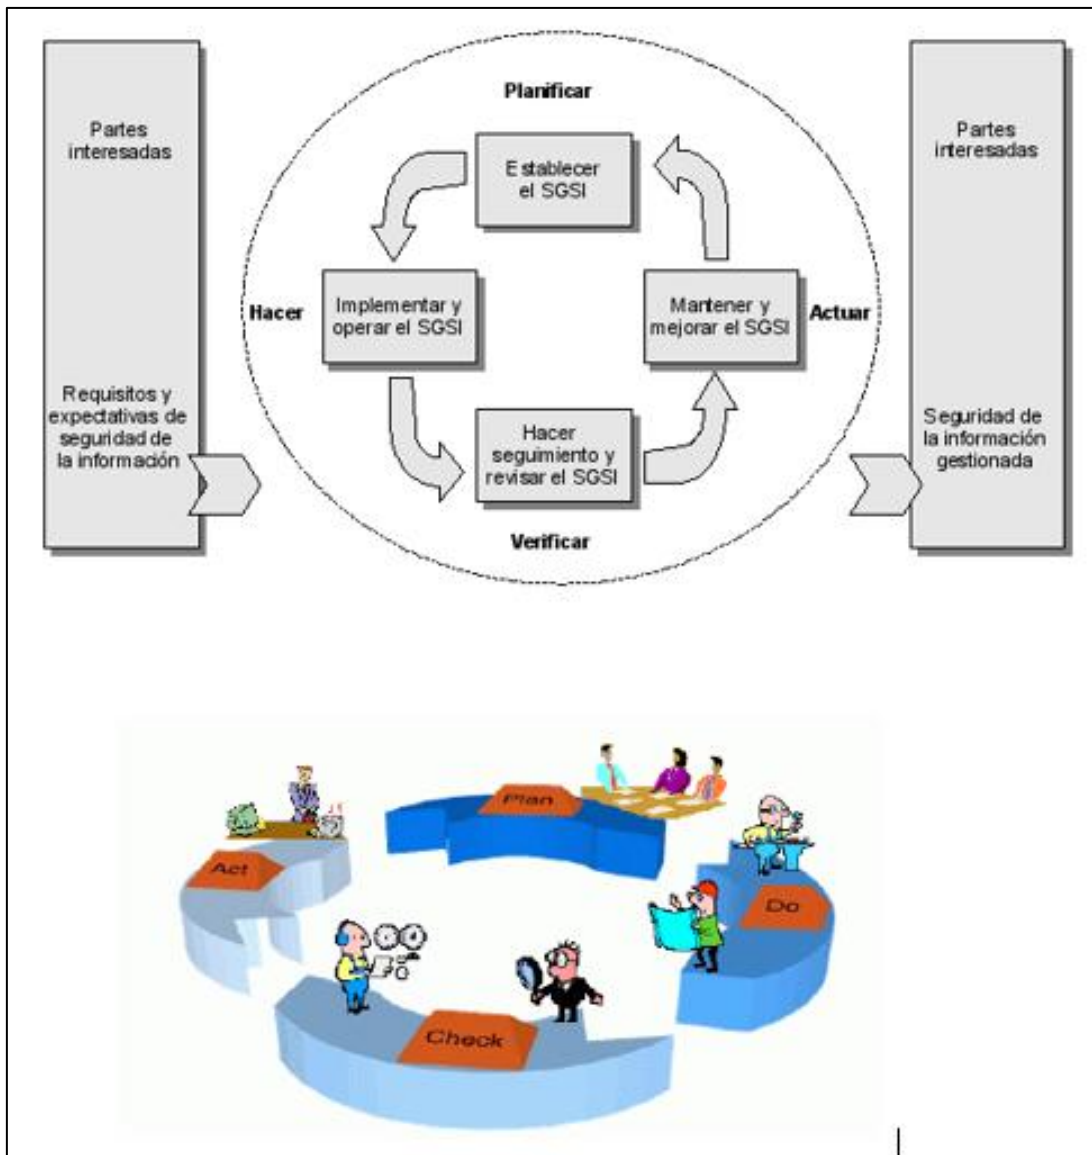 Planificar
Partes
interesadas
Establecer
el SGSI
Partes
interesadas
Hacer
Implementar y
operar el SGSI
Mantener y
mejorar el SGSI
Actuar
Requisitos y
expectativas de
seguridad de
la información
Hacer
seguimiento y
revisar el SGSI
Seguridad de
la información
gestionada
Verificar
Plan
Act
Do
Check